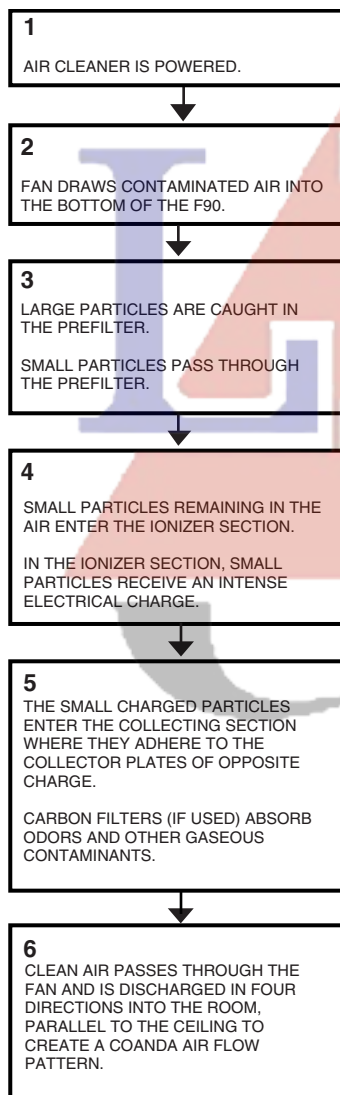 1
AIR CLEANER IS POWERED.
2
FAN DRAWS CONTAMINATED AIR INTO
THE BOTTOM OF THE F90.
3
LARGE PARTICLES ARE CAUGHT IN
THE PREFILTER.
SMALL PARTICLES PASS THROUGH
THE PREFILTER.
4
SMALL PARTICLES REMAINING IN THE
AIR ENTER THE IONIZER SECTION.
IN THE IONIZER SECTION, SMALL
PARTICLES RECEIVE AN INTENSE
ELECTRICAL CHARGE.
5
THE SMALL CHARGED PARTICLES
ENTER THE COLLECTING SECTION
WHERE THEY ADHERE TO THE
COLLECTOR PLATES OF OPPOSITE
CHARGE.
CARBON FILTERS (IF USED) ABSORB
ODORS AND OTHER GASEOUS
CONTAMINANTS.
6
CLEAN AIR PASSES THROUGH THE
FAN AND IS DISCHARGED IN FOUR
DIRECTIONS INTO THE ROOM,
PARALLEL TO THE CEILING TO
CREATE A COANDA AIR FLOW
PATTERN.